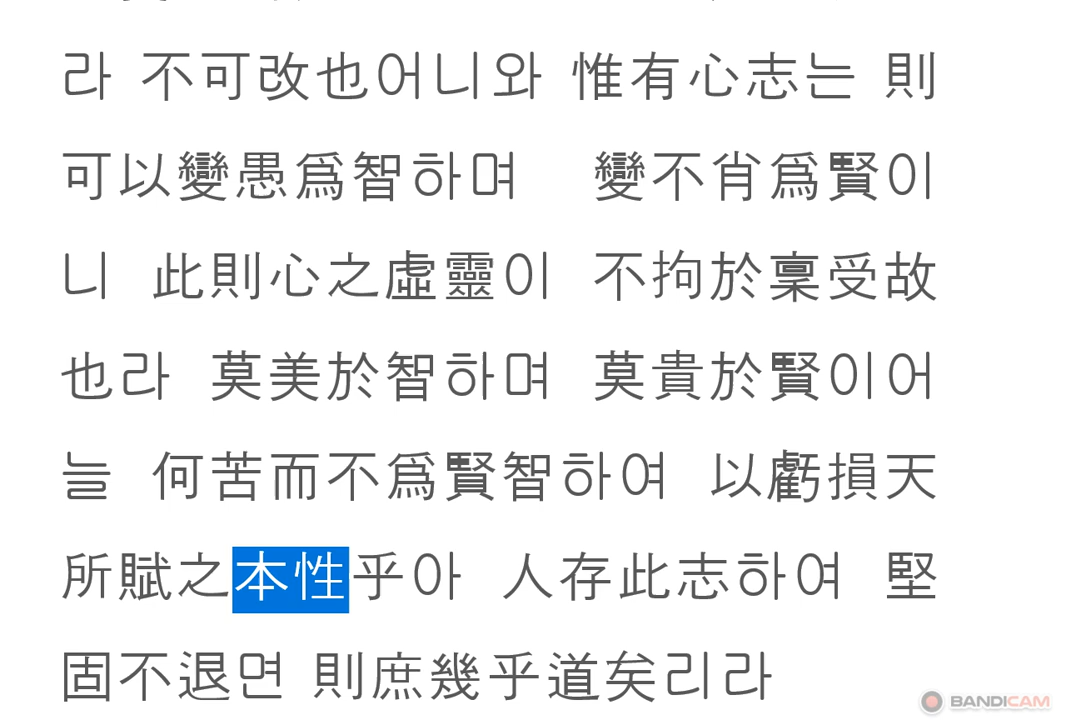 라 不可改也어니와 惟有心志는 則
可以變愚爲智하며 變不肖爲賢이
니 此則心之虛靈이 不拘於稟受故
也라 莫美於智하며 莫貴於賢이어
늘 何苦而不爲賢智하여 以虧損天
所賦之本性乎아 人存此志하여 堅
固不退면 則庶幾乎道矣리라
BANDICAM